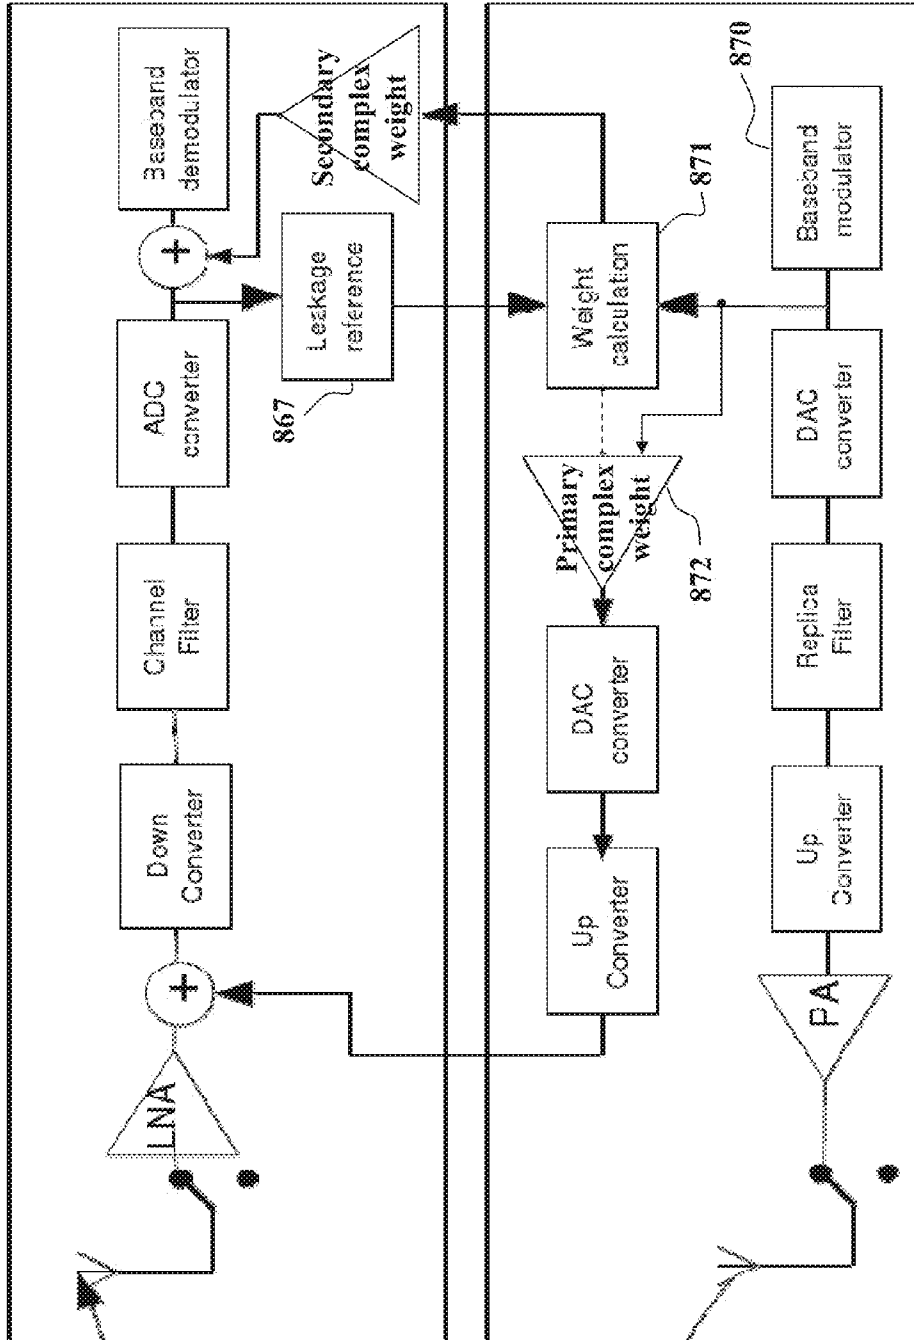 LNA
+
Down
Converter
Channel
Filter
ADC
converter
+
Baseband
demodulator
Leakage
reference
867
Secondary
complex
weight
Up
Converter
DAC
converter
Primary
complex
weight
872
Weight
calculation
871
PA
Up
Converter
Replica
Filter
DAC
converter
Baseband
modulator
870